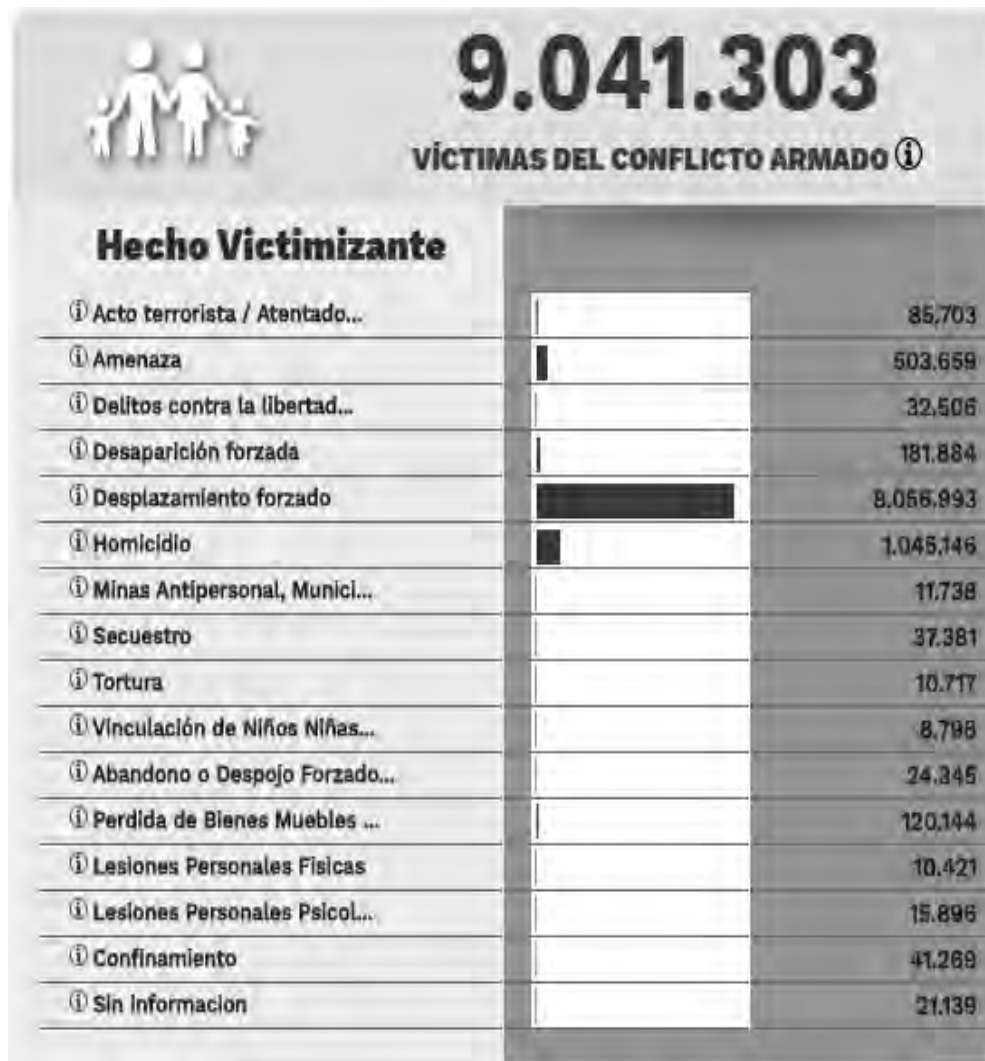 9.041.303
VÍCTIMAS DEL CONFLICTO ARMADO
Hecho Victimizante
Acto terrorista / Atentado... 85.703
Amenaza 503.659
Delitos contra la libertad... 32.506
Desaparición forzada 181.884
Desplazamiento forzado 8.056.993
Homicidio 1.045.146
Minas Antipersonal, Munici... 11.738
Secuestro 37.381
Tortura 10.717
Vinculación de Niños Niñas... 8.798
Abandono o Despojo Forzado... 24.345
Perdida de Bienes Muebles ... 120.144
Lesiones Personales Fisicas 10.421
Lesiones Personales Psicol... 15.896
Confinamiento 41.269
Sin informacion 21.139